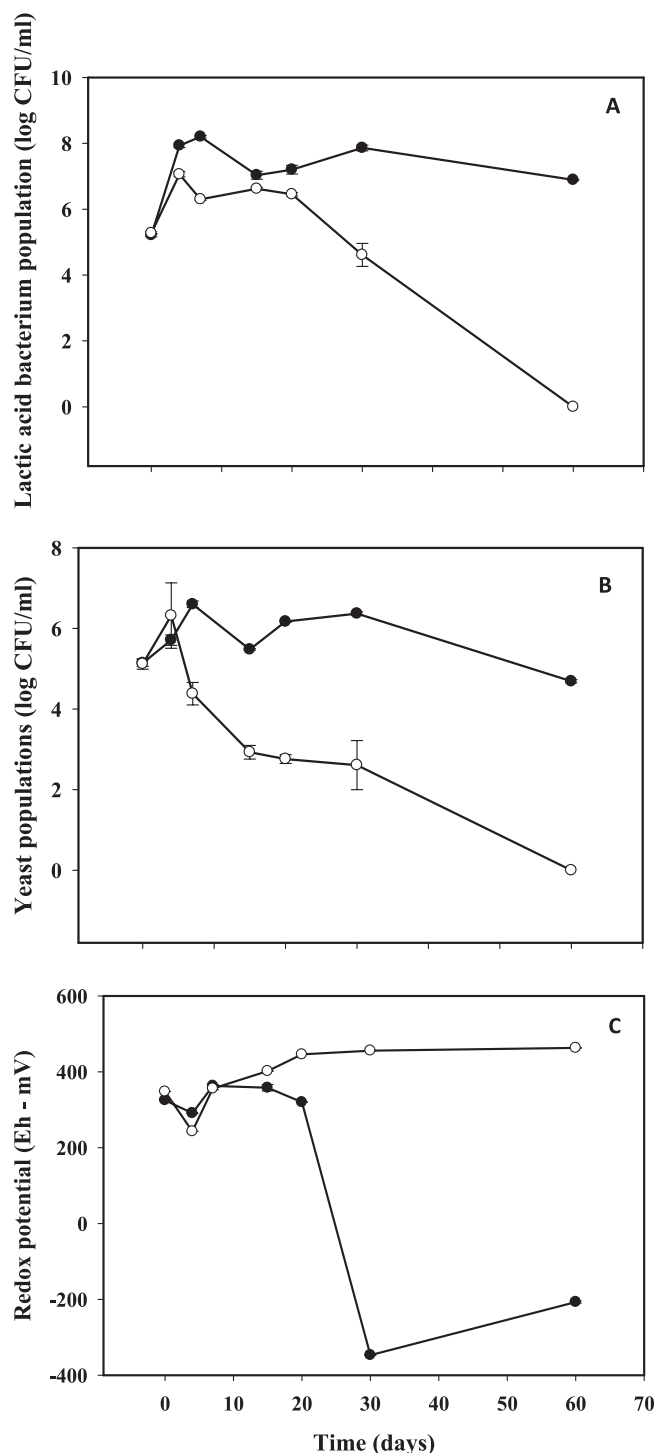 Lactic acid bacterium population (log CFU/ml)
10
8
6
4
2
0
A
Yeast populations (log CFU/ml)
8
6
4
2
0
B
Redox potential (Eh - mV)
600
400
200
0
-200
-400
C
0 10 20 30 40 50 60 70
Time (days)